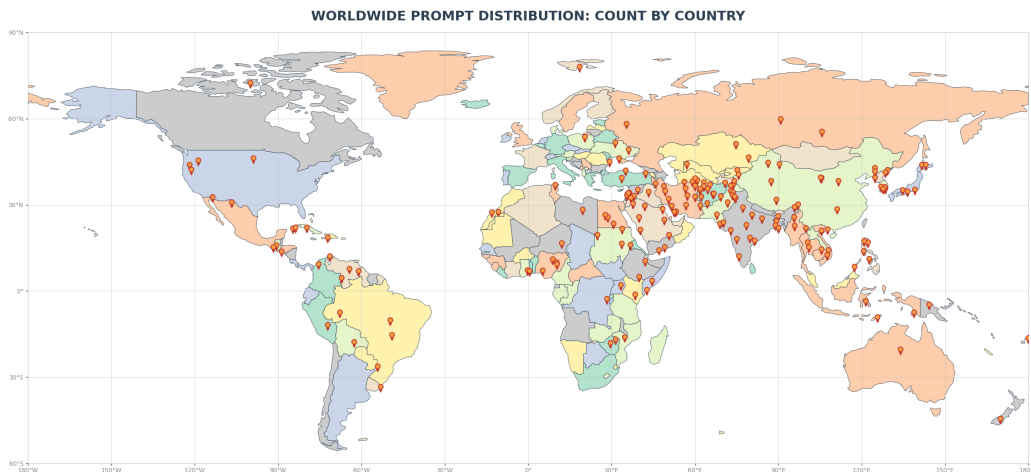 WORLDWIDE PROMPT DISTRIBUTION: COUNT BY COUNTRY
90°N
60°N
30°N
0°
30°S
60°S
180°W 150°W 120°W 90°W 60°W 30°W 0° 30°E 60°E 90°E 120°E 150°E 180°W